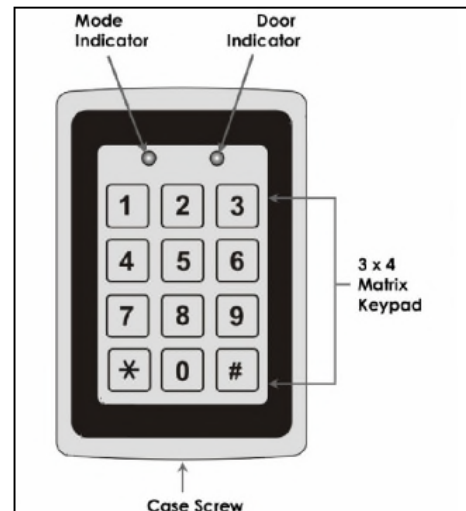 Mode Door
Indicator Indicator
1 2 3
4 5 6
7 8 9
* 0 #
3 x 4
Matrix
Keypad
Case Screw